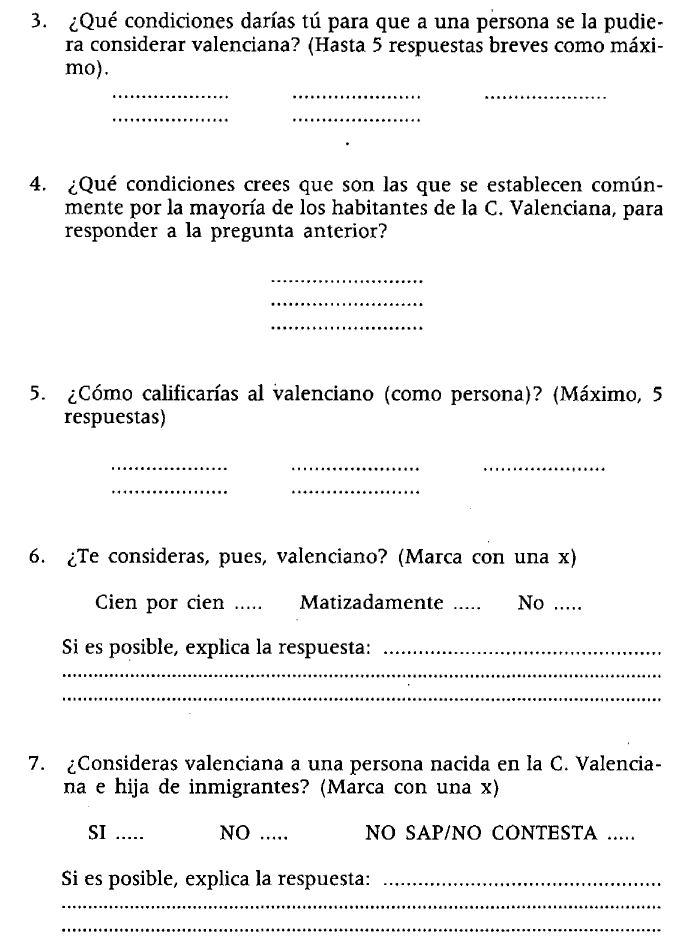 3. ¿Qué condiciones darías tú para que a una persona se la pudie-
ra considerar valenciana? (Hasta 5 respuestas breves como máxi-
mo).
.................... ...................... .....................
.................... ......................
4. ¿Qué condiciones crees que son las que se establecen común-
mente por la mayoría de los habitantes de la C. Valenciana, para
responder a la pregunta anterior?
..........................
..........................
..........................
5. ¿Cómo calificarías al valenciano (como persona)? (Máximo, 5
respuestas)
.................... ...................... .....................
.................... ......................
6. ¿Te consideras, pues, valenciano? (Marca con una x)
Cien por cien ..... Matizadamente ..... No .....
Si es posible, explica la respuesta: ................................................
........................................................................................................
........................................................................................................
7. ¿Consideras valenciana a una persona nacida en la C. Valencia-
na e hija de inmigrantes? (Marca con una x)
SI ..... NO ..... NO SAP/NO CONTESTA .....
Si es posible, explica la respuesta: ................................................
........................................................................................................
........................................................................................................